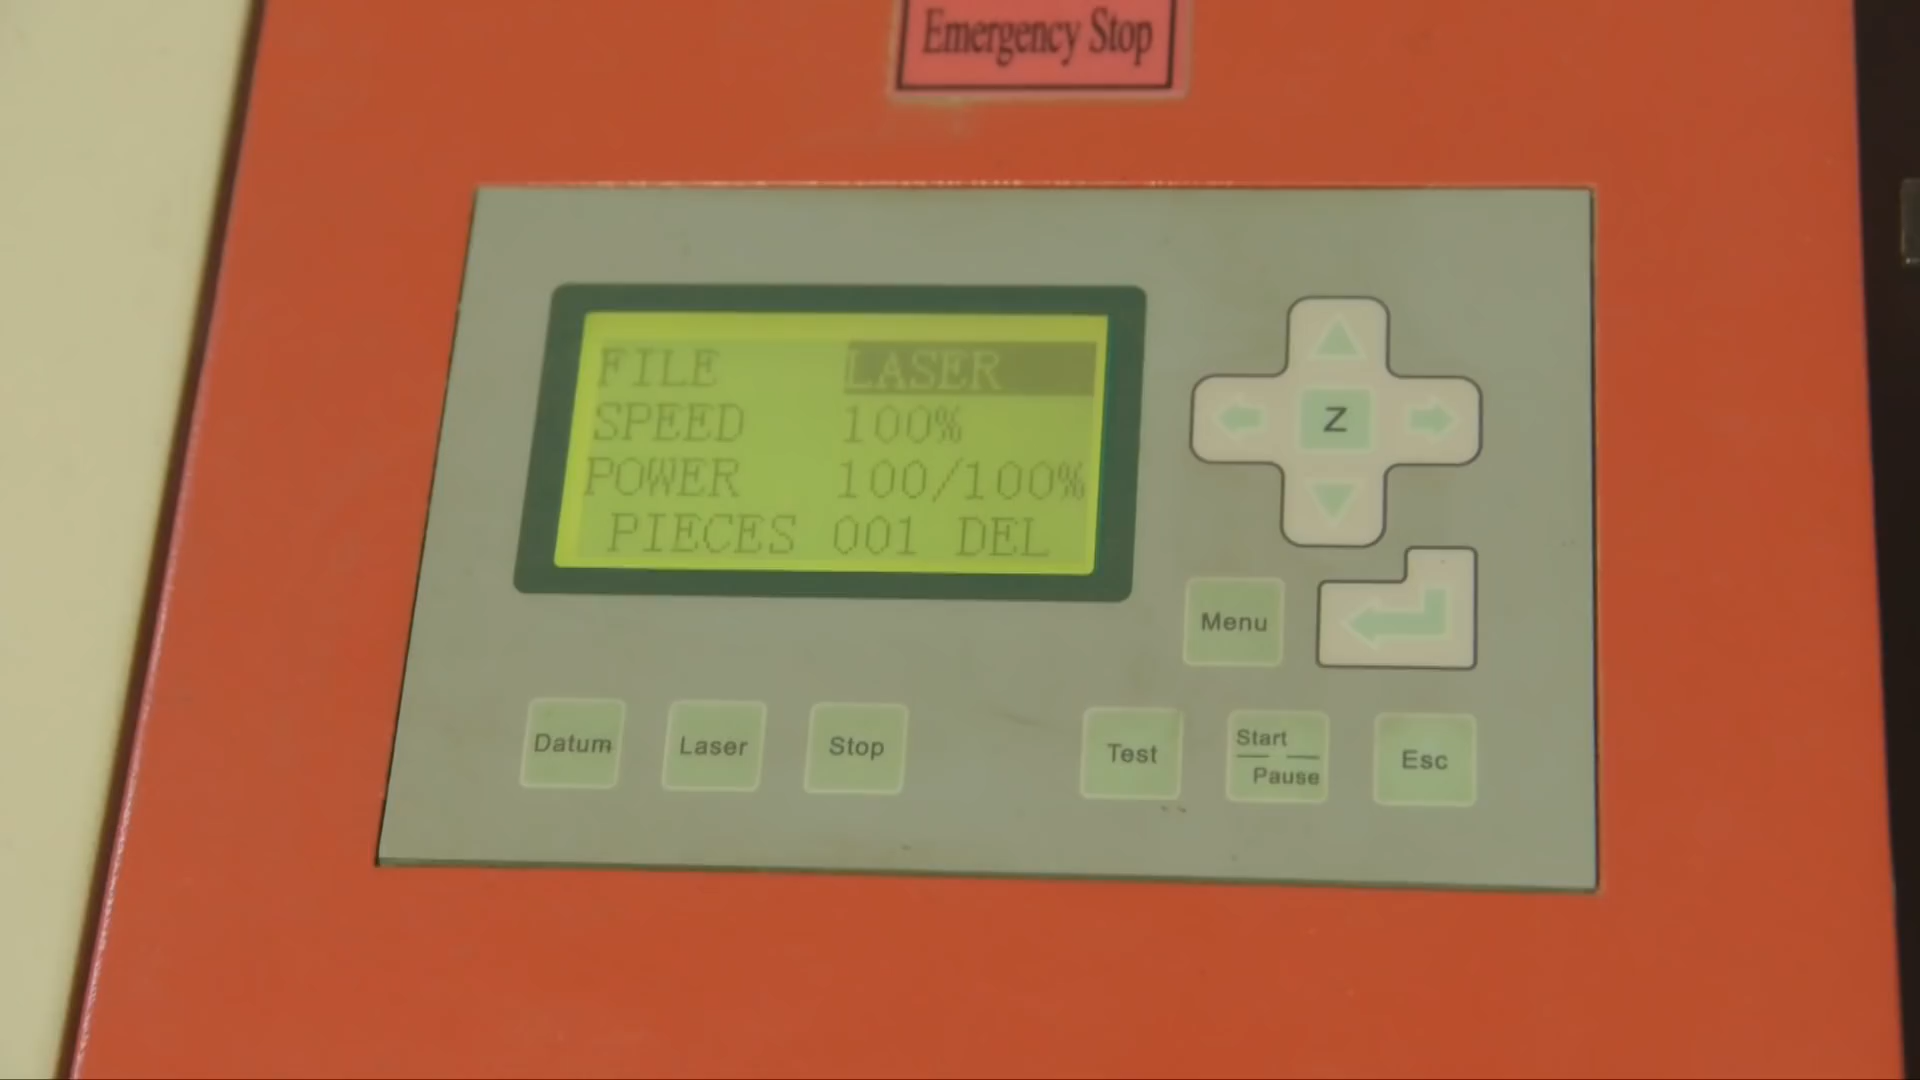 Emergency Stop
FILE LASER
SPEED 100%
POWER 100/100%
PIECES 001 DEL
Z
Menu
Datum
Laser
Stop
Test
Start
Pause
Esc